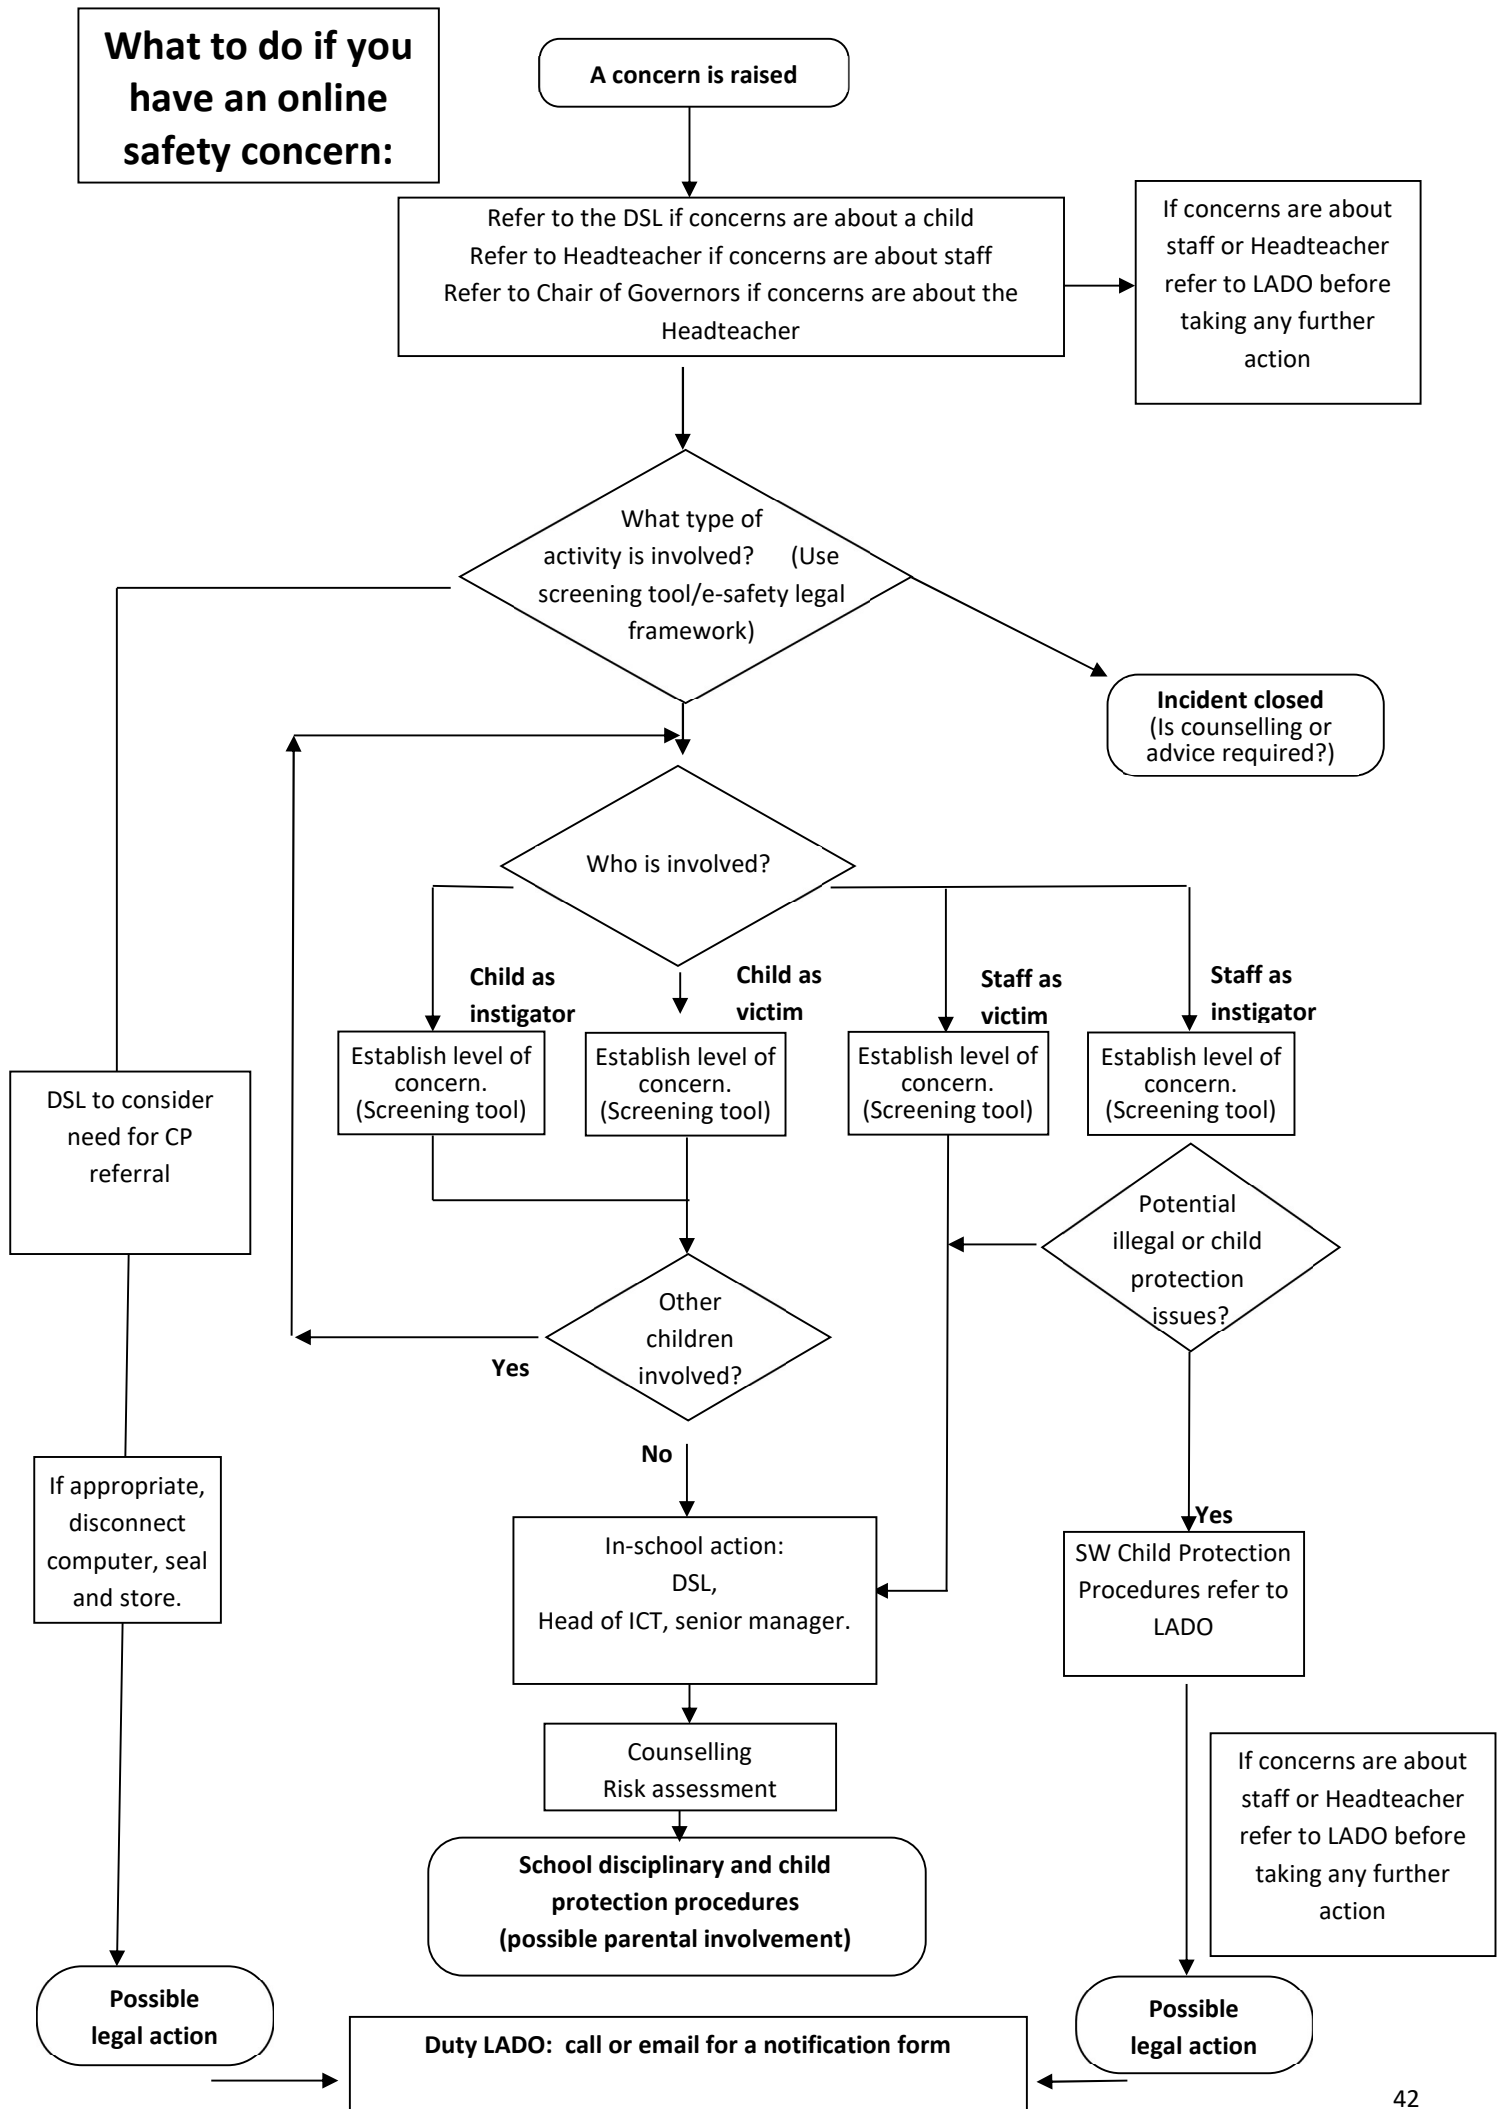 What to do if you
have an online
safety concern:
A concern is raised
Refer to the DSL if concerns are about a child
Refer to Headteacher if concerns are about staff
Refer to Chair of Governors if concerns are about the
Headteacher
If concerns are about
staff or Headteacher
refer to LADO before
taking any further
action
What type of
activity is involved? (Use
screening tool/e-safety legal
framework)
Incident closed
(Is counselling or
advice required?)
Who is involved?
Child as
instigator
Child as
victim
Staff as
victim
Staff as
instigator
Establish level of
concern.
(Screening tool)
Establish level of
concern.
(Screening tool)
Establish level of
concern.
(Screening tool)
Establish level of
concern.
(Screening tool)
DSL to consider
need for CP
referral
Potential
illegal or child
protection
issues?
Other
children
involved?
Yes
No
If appropriate,
disconnect
computer, seal
and store.
In-school action:
DSL,
Head of ICT, senior manager.
Yes
SW Child Protection
Procedures refer to
LADO
Counselling
Risk assessment
If concerns are about
staff or Headteacher
refer to LADO before
taking any further
action
School disciplinary and child
protection procedures
(possible parental involvement)
Possible
legal action
Possible
legal action
Duty LADO: call or email for a notification form
42